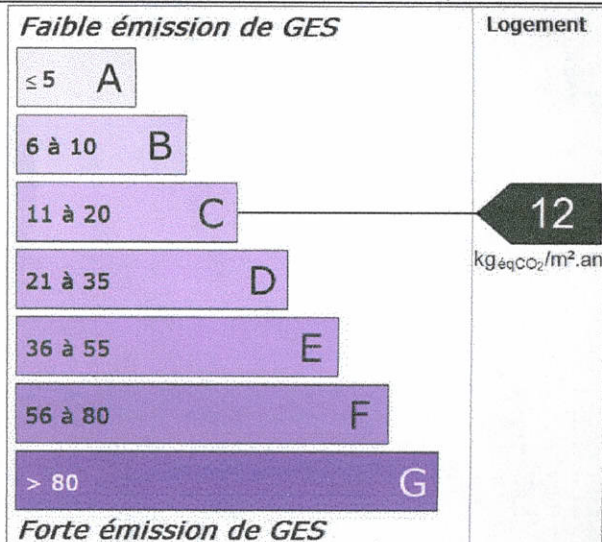 Faible émission de GES
Logement
≤ 5 A
6 à 10 B
11 à 20 C
12
kgéqCO2/m².an
21 à 35 D
36 à 55 E
56 à 80 F
> 80 G
Forte émission de GES